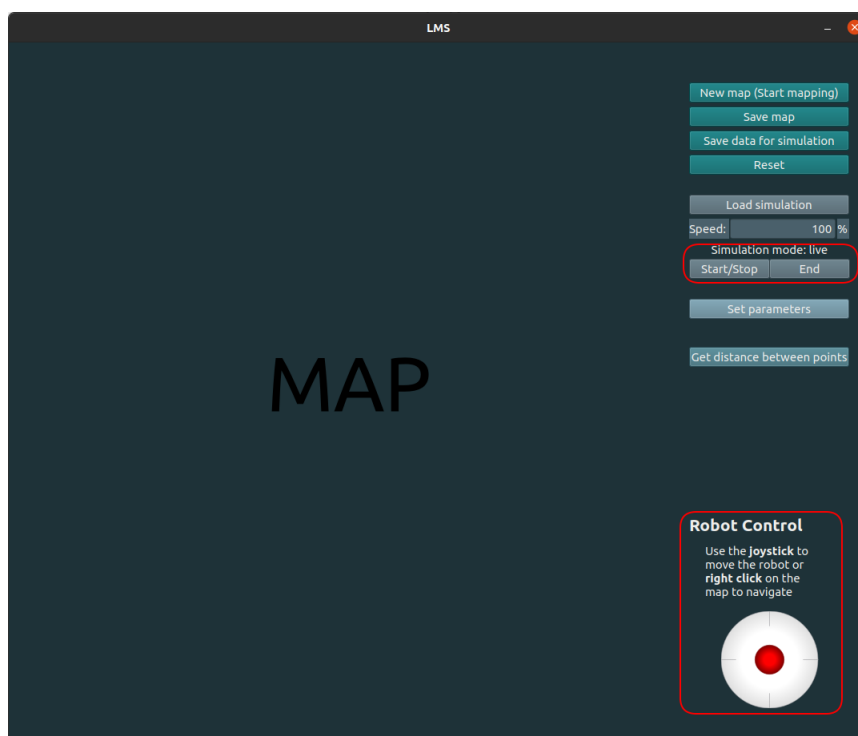 LMS
New map (Start mapping)
Save map
Save data for simulation
Reset
Load simulation
Speed: 100 %
Simulation mode: live
Start/Stop End
Set parameters
Get distance between points
MAP
Robot Control
Use the joystick to
move the robot or
right click on the
map to navigate